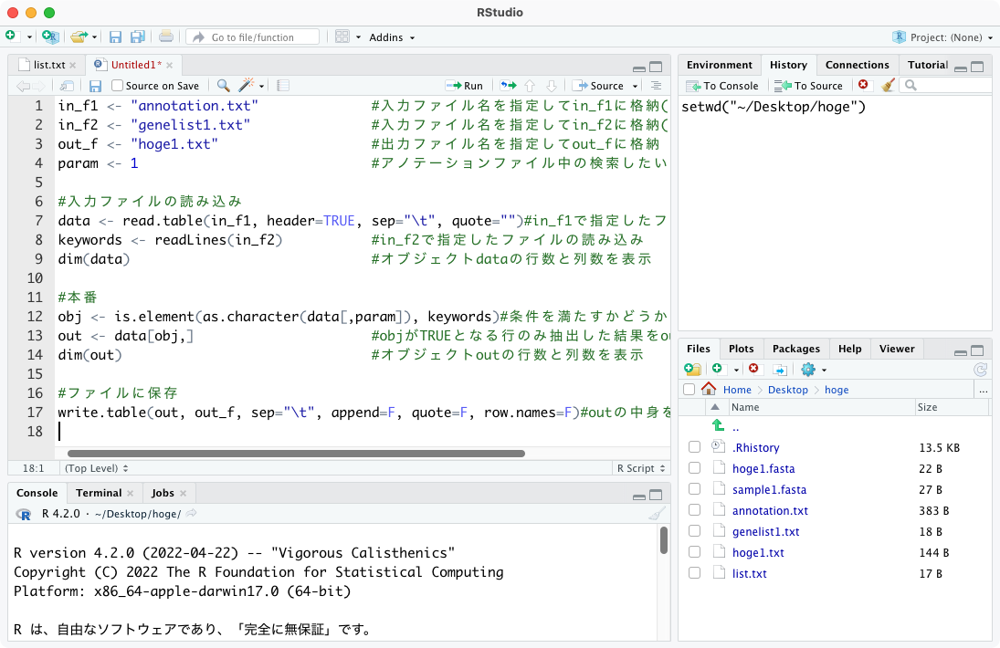 RStudio
Go to file/function
Addins
Project: (None)
list.txt
Untitled1*
Source on Save
Run
Source
1 in_f1 <- "annotation.txt" #入力ファイル名を指定してin_f1に格納(
2 in_f2 <- "genelist1.txt" #入力ファイル名を指定してin_f2に格納(
3 out_f <- "hoge1.txt" #出力ファイル名を指定してout_fに格納
4 param <- 1 #アノテーションファイル中の検索したい
5
6 #入力ファイルの読み込み
7 data <- read.table(in_f1, header=TRUE, sep="\t", quote="")#in_f1で指定したフ
8 keywords <- readLines(in_f2) #in_f2で指定したファイルの読み込み
9 dim(data) #オブジェクトdataの行数と列数を表示
10
11 #本番
12 obj <- is.element(as.character(data[,param]), keywords)#条件を満たすかどうか
13 out <- data[obj,] #objがTRUEとなる行のみ抽出した結果をou
14 dim(out) #オブジェクトoutの行数と列数を表示
15
16 #ファイルに保存
17 write.table(out, out_f, sep="\t", append=F, quote=F, row.names=F)#outの中身を
18
18:1 (Top Level) R Script
Console Terminal Jobs
R 4.2.0 · ~/Desktop/hoge/
R version 4.2.0 (2022-04-22) -- "Vigorous Calisthenics"
Copyright (C) 2022 The R Foundation for Statistical Computing
Platform: x86_64-apple-darwin17.0 (64-bit)
R は、自由なソフトウェアであり、「完全に無保証」です。
Environment History Connections Tutorial
To Console To Source
setwd("~/Desktop/hoge")
Files Plots Packages Help Viewer
Home Desktop hoge ...
Name Size
..
.Rhistory 13.5 KB
hoge1.fasta 22 B
sample1.fasta 27 B
annotation.txt 383 B
genelist1.txt 18 B
hoge1.txt 144 B
list.txt 17 B